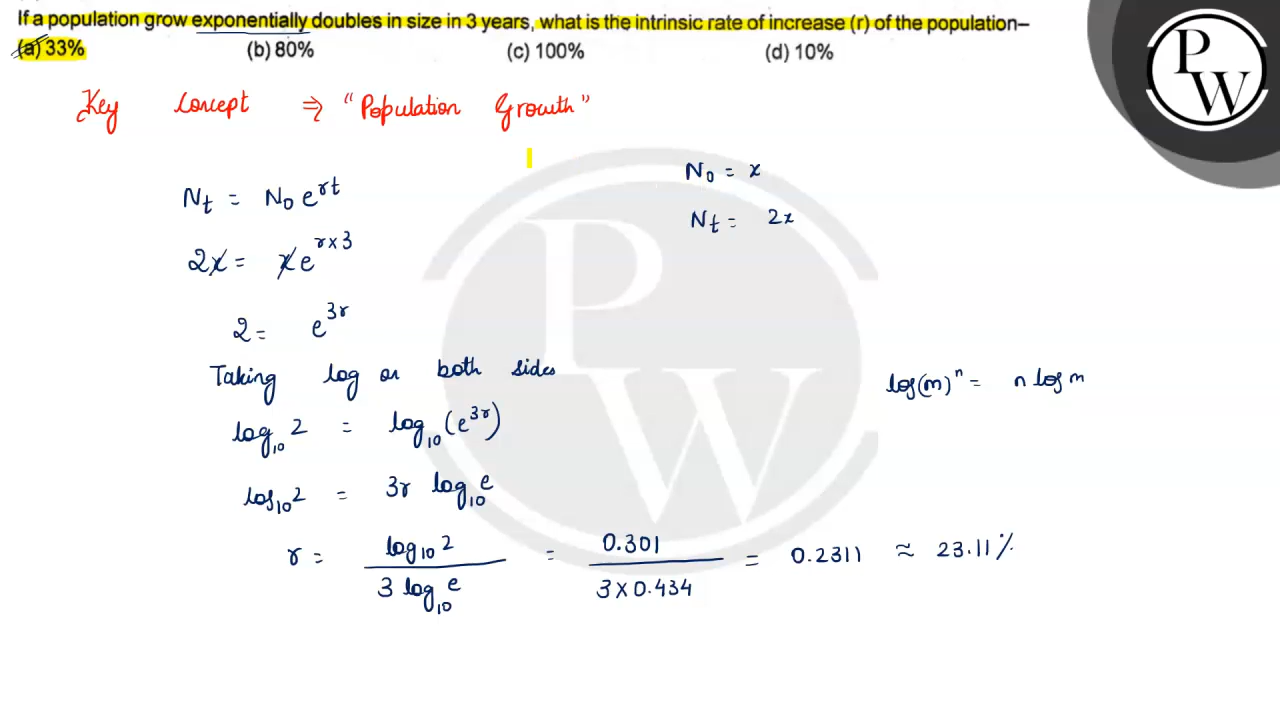 If a population grow exponentially doubles in size in 3 years, what is the intrinsic rate of increase (r) of the population–
(a) 33% (b) 80% (c) 100% (d) 10%
PW
Key concept ⇒ "Population Growth"
N₀ = x
Nt = N₀ e^rt
Nt = 2x
2x = x e^r×3
2 = e^3r
Taking log on both sides
log(m)^n = n log m
log₁₀ 2 = log₁₀ (e^3r)
log₁₀ 2 = 3r log₁₀ e
r = log₁₀ 2 / 3 log₁₀ e = 0.301 / 3 × 0.434 = 0.2311 ≈ 23.11%
PW